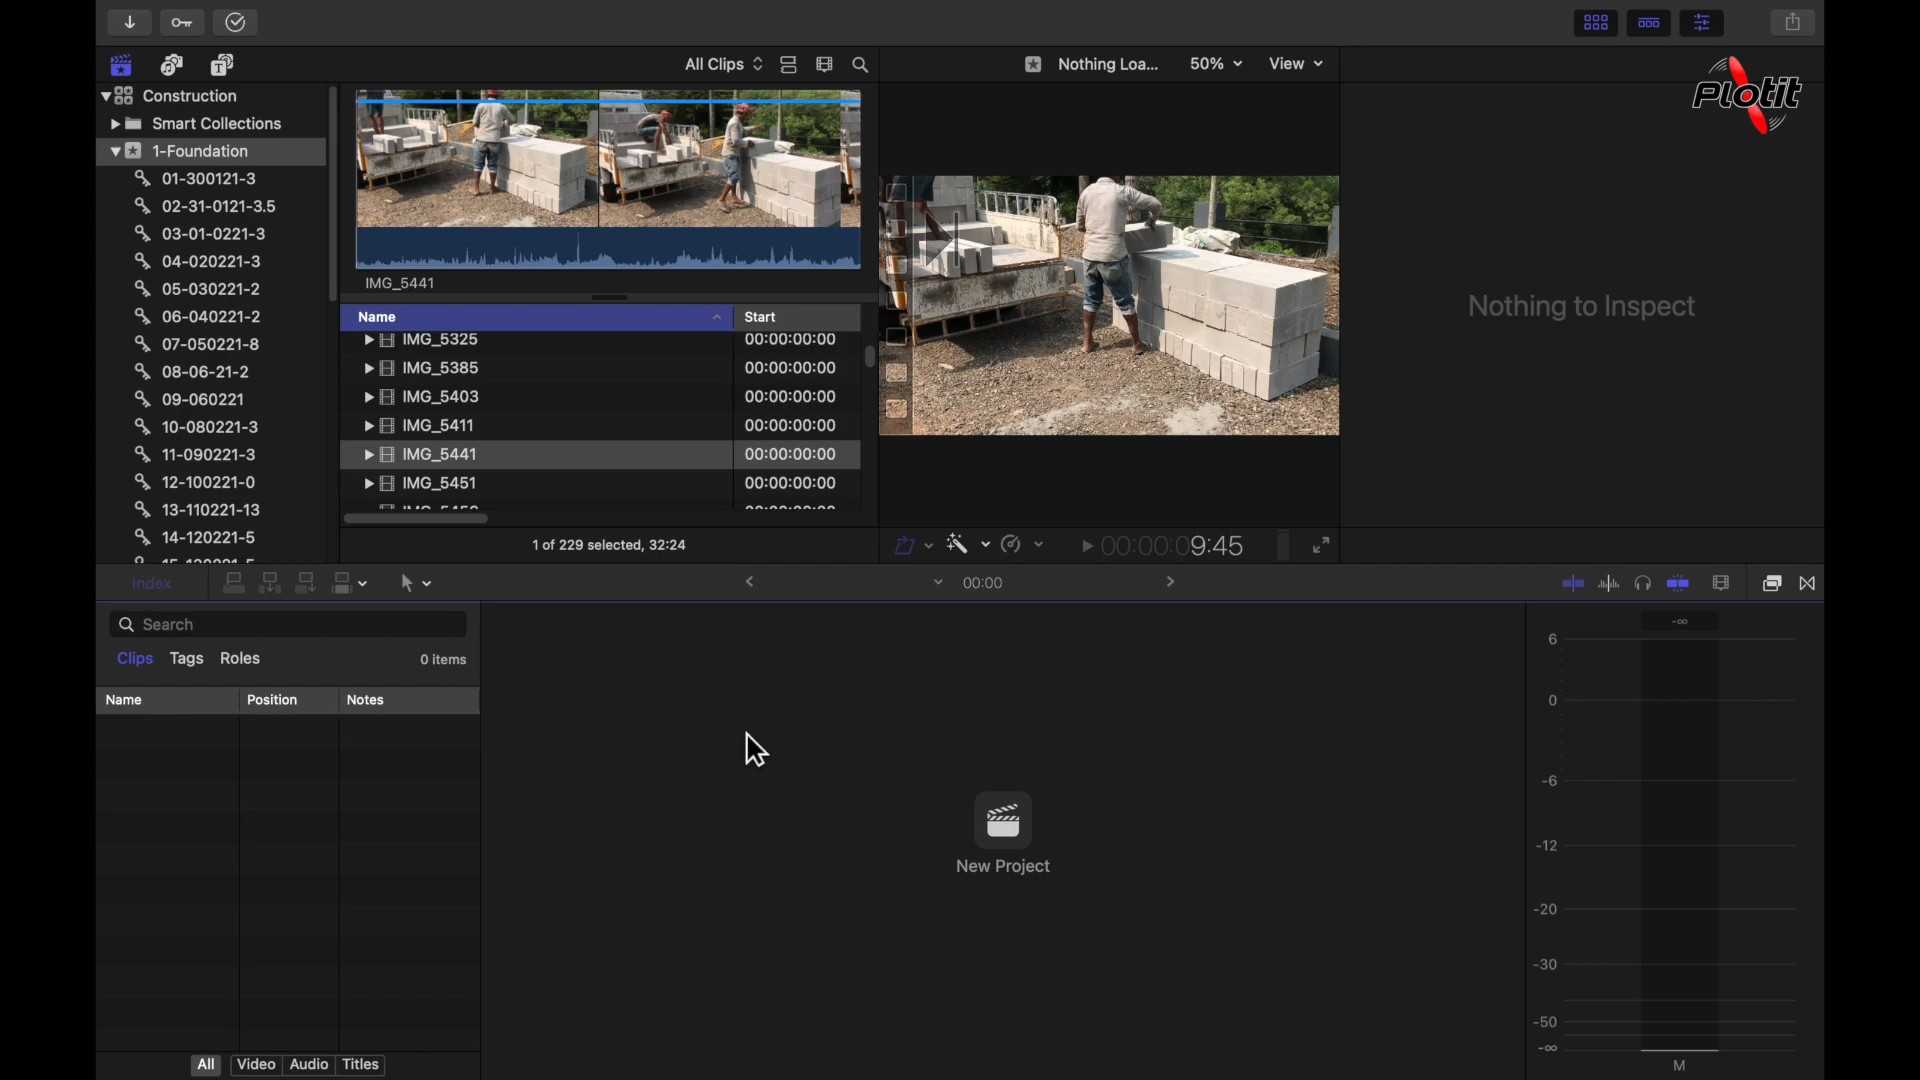 All Clips
Nothing Loa...
50%
View
Plotit
Construction
Smart Collections
1-Foundation
01-300121-3
02-31-0121-3.5
03-01-0221-3
04-020221-3
05-030221-2
06-040221-2
07-050221-8
08-06-21-2
09-060221
10-080221-3
11-090221-3
12-100221-0
13-110221-13
14-120221-5
IMG_5441
Name Start
IMG_5325 00:00:00:00
IMG_5385 00:00:00:00
IMG_5403 00:00:00:00
IMG_5411 00:00:00:00
IMG_5441 00:00:00:00
IMG_5451 00:00:00:00
1 of 229 selected, 32:24
00:00:09:45
Nothing to Inspect
Index
00:00
Search
Clips Tags Roles 0 items
Name Position Notes
New Project
All Video Audio Titles
-∞
6
0
-6
-12
-20
-30
-50
-∞
M